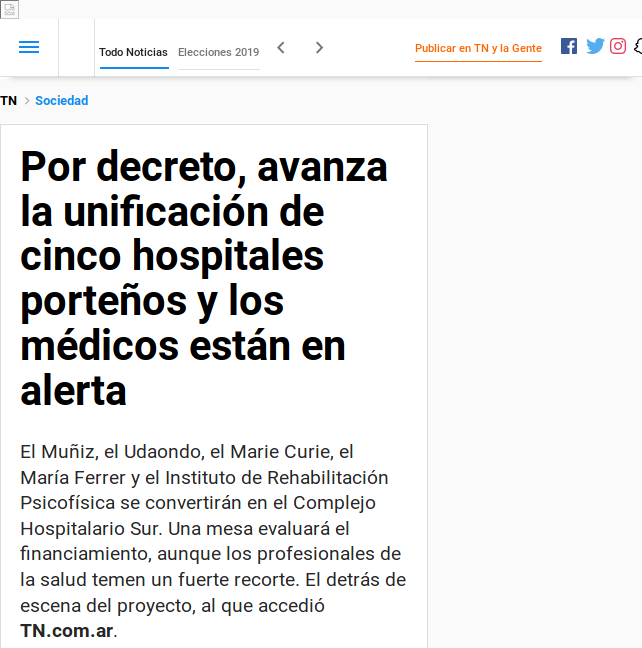 Todo Noticias Elecciones 2019 Publicar en TN y la Gente
TN > Sociedad
Por decreto, avanza
la unificación de
cinco hospitales
porteños y los
médicos están en
alerta
El Muñiz, el Udaondo, el Marie Curie, el
María Ferrer y el Instituto de Rehabilitación
Psicofísica se convertirán en el Complejo
Hospitalario Sur. Una mesa evaluará el
financiamiento, aunque los profesionales de
la salud temen un fuerte recorte. El detrás de
escena del proyecto, al que accedió
TN.com.ar.